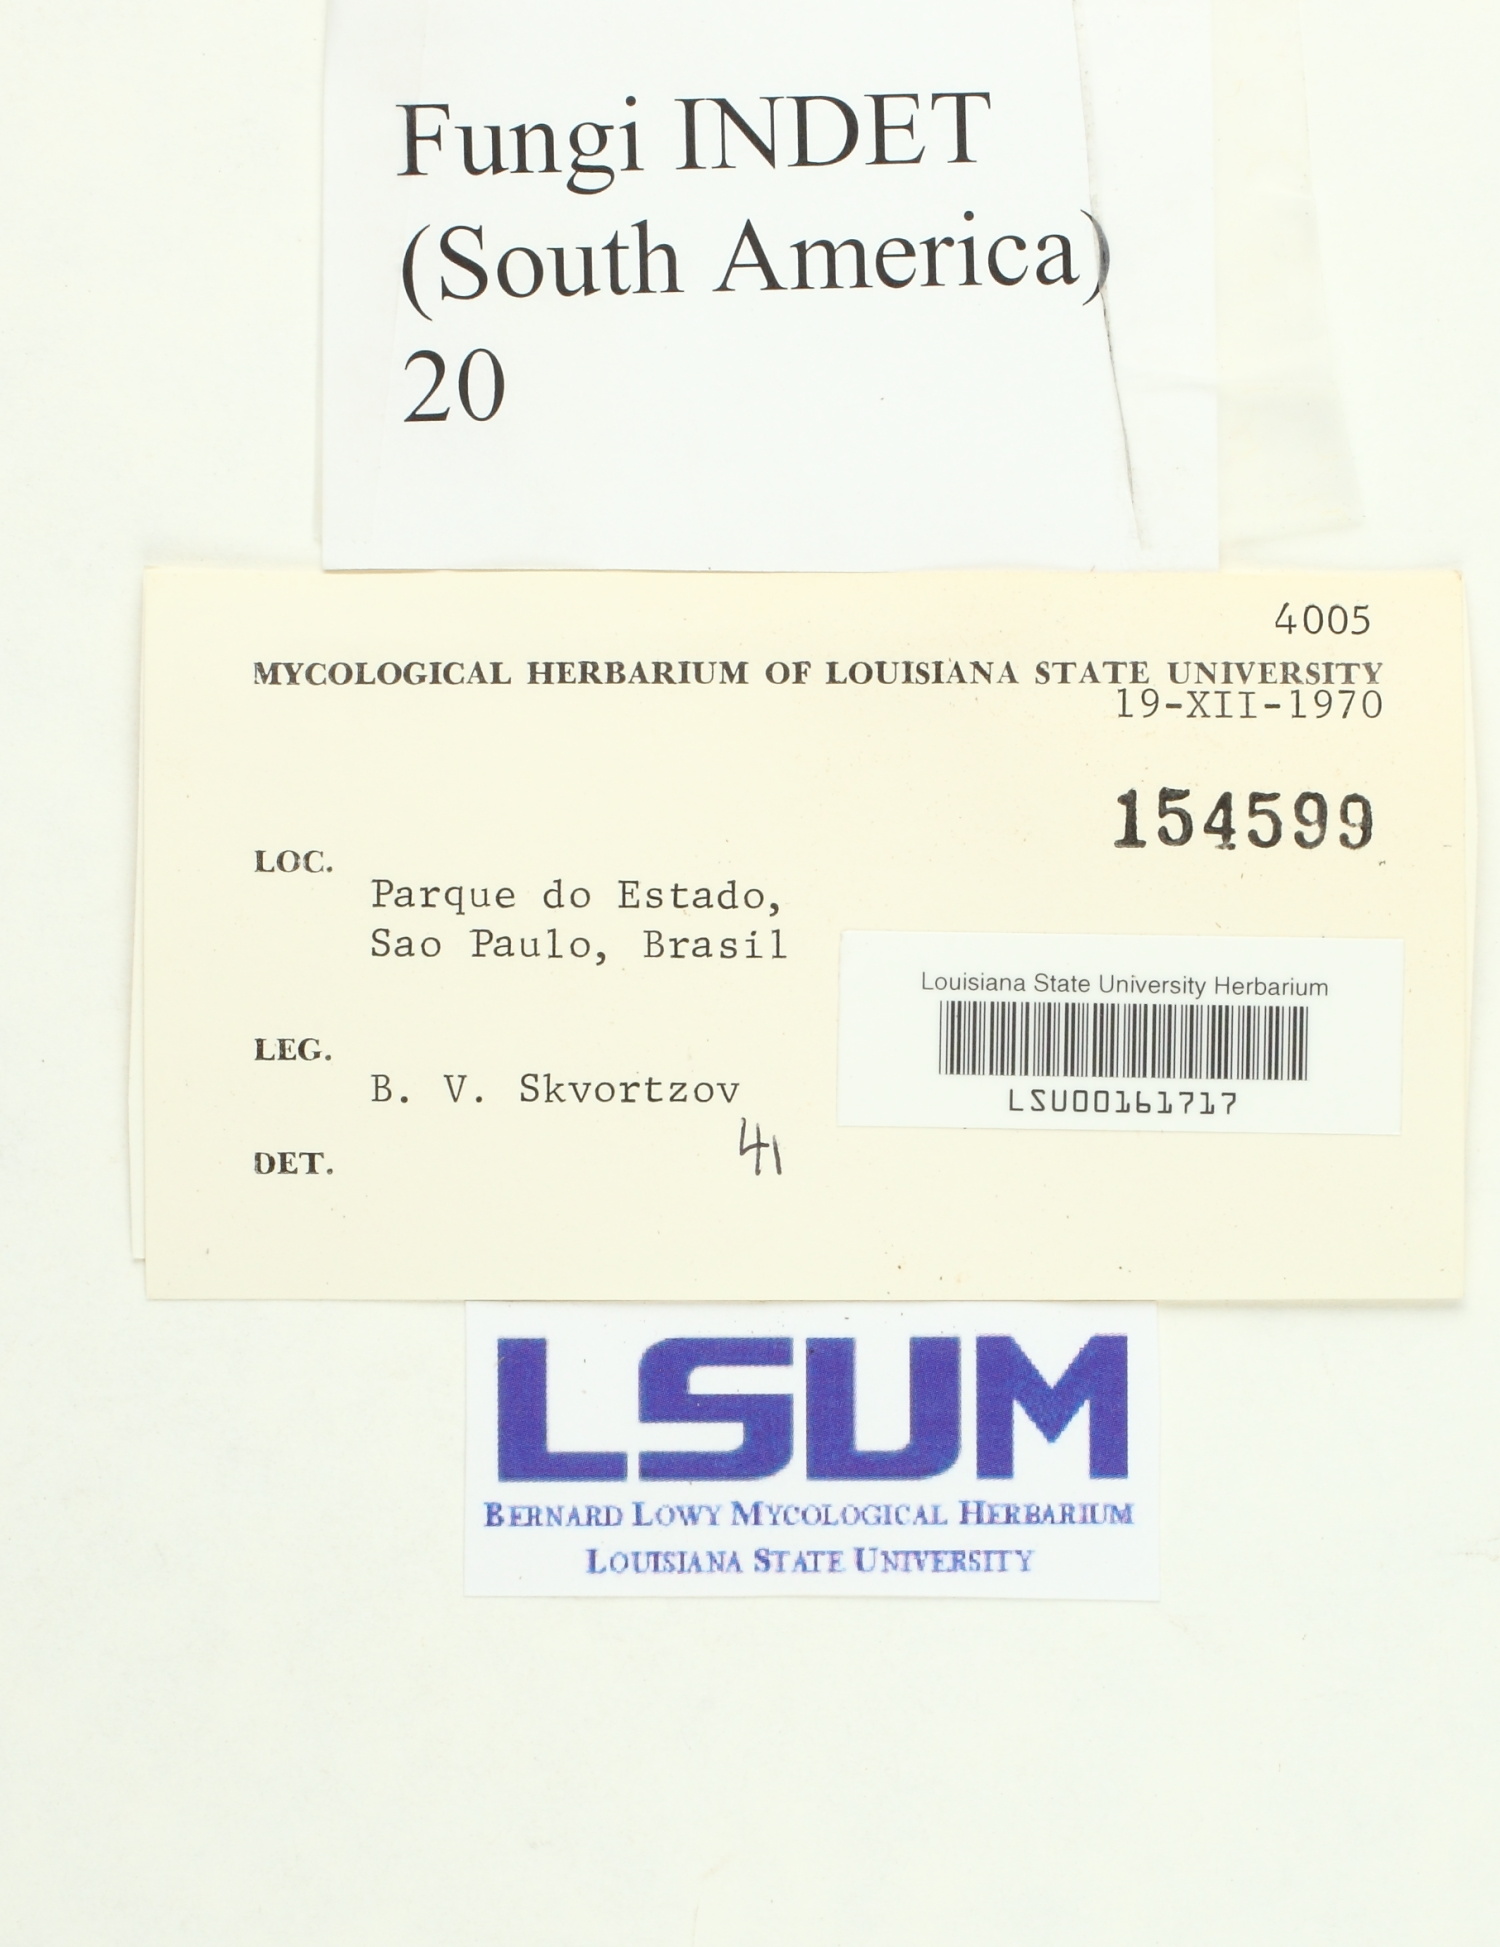 Fungi INDET
(South America)
20
4005
MYCOLOGICAL HERBARIUM OF LOUISIANA STATE UNIVERSITY
19-XII-1970
154599
LOC.
Parque do Estado,
Sao Paulo, Brasil
Louisiana State University Herbarium
LSU00161717
LEG.
B. V. Skvortzov
41
DET.
LSUM
BERNARD LOWY MYCOLOGICAL HERBARIUM
LOUISIANA STATE UNIVERSITY